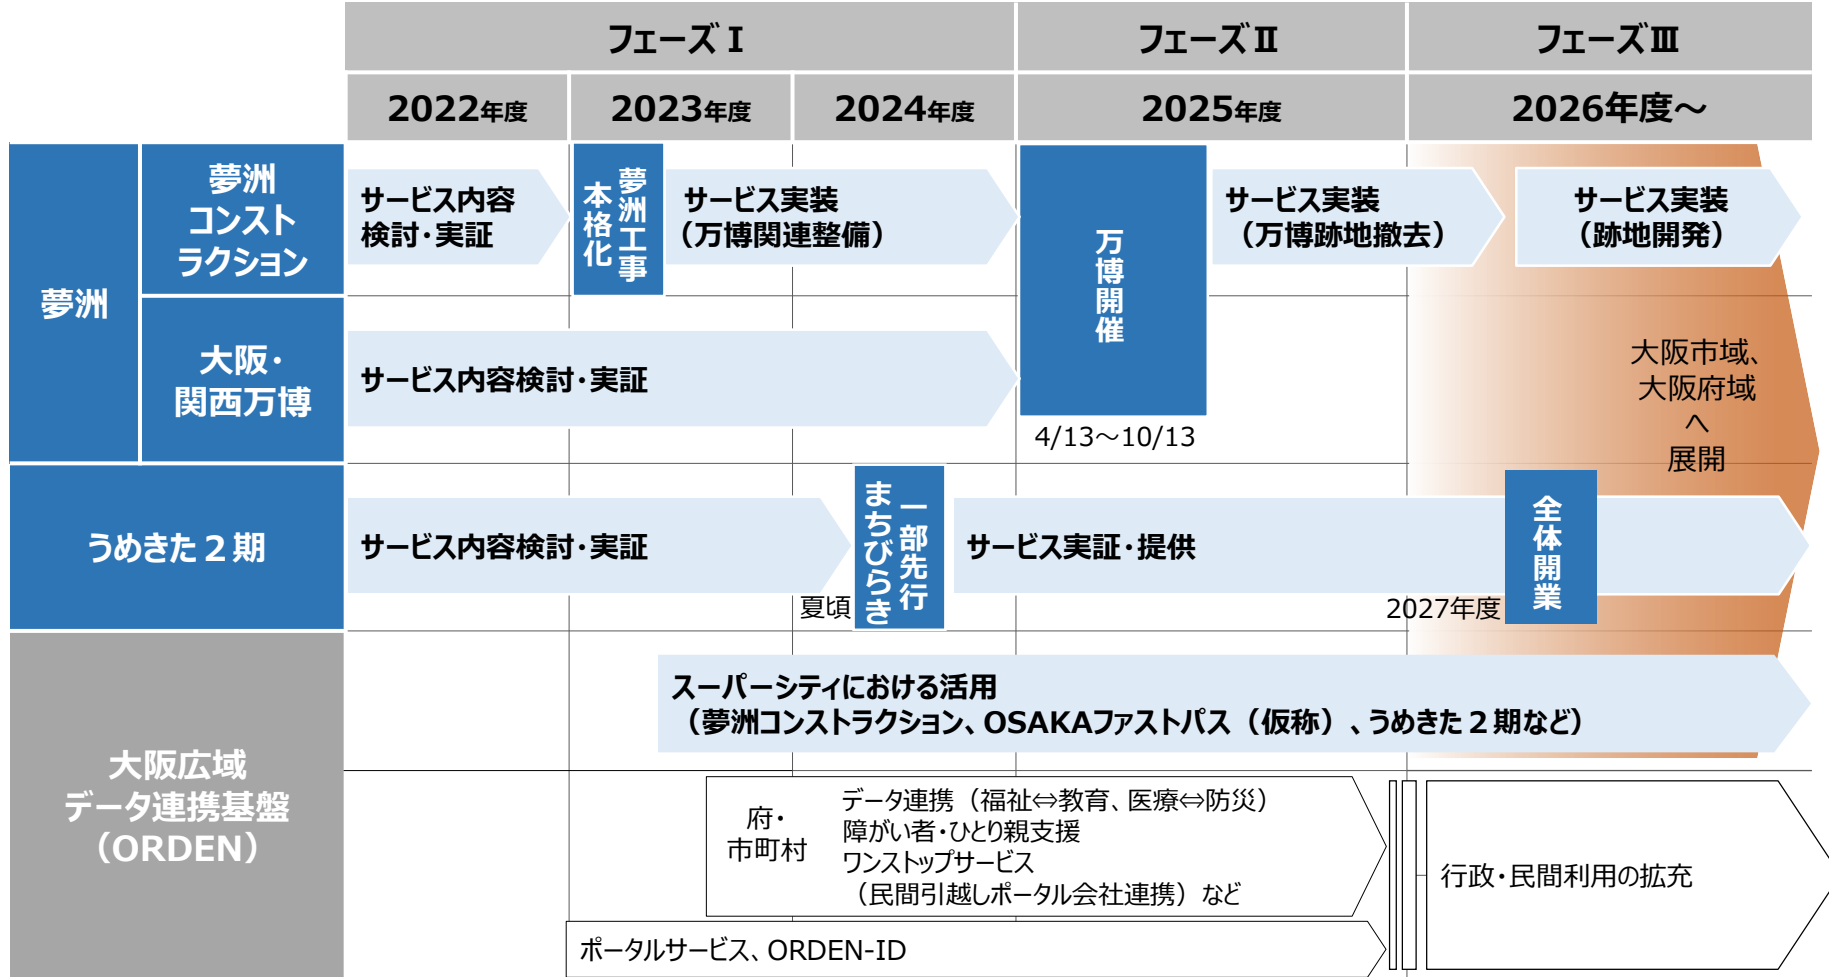 フェーズⅠ
フェーズⅡ
フェーズⅢ
2022年度
2023年度
2024年度
2025年度
2026年度～
夢洲
夢洲
コンスト
ラクション
サービス内容
検討・実証
夢洲工事
本格化
サービス実装
（万博関連整備）
万博開催
4/13～10/13
サービス実装
（万博跡地撤去）
サービス実装
（跡地開発）
大阪・
関西万博
サービス内容検討・実証
大阪市域、
大阪府域
へ
展開
うめきた２期
サービス内容検討・実証
夏頃
一部先行
まちびらき
サービス実証・提供
2027年度
全体開業
大阪広域
データ連携基盤
（ORDEN）
スーパーシティにおける活用
（夢洲コンストラクション、OSAKAファストパス（仮称）、うめきた２期など）
府・
市町村
データ連携（福祉⇔教育、医療⇔防災）
障がい者・ひとり親支援
ワンストップサービス
（民間引越しポータル会社連携）など
行政・民間利用の拡充
ポータルサービス、ORDEN-ID